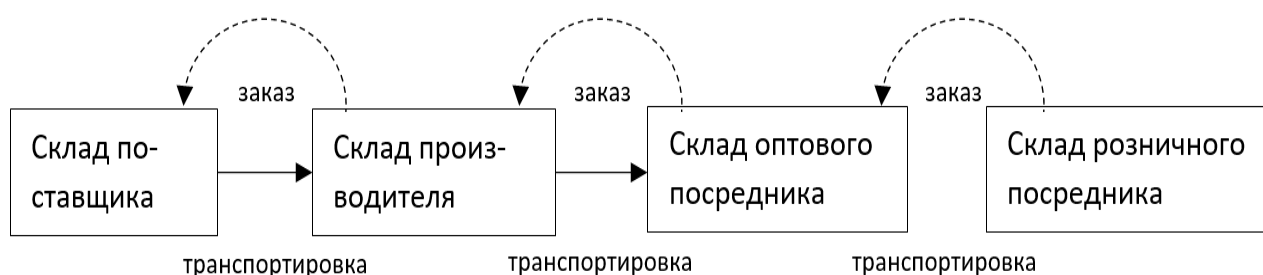 заказ
заказ
заказ
Склад по-
ставщика
Склад произ-
водителя
Склад оптового
посредника
Склад розничного
посредника
транспортировка
транспортировка
транспортировка